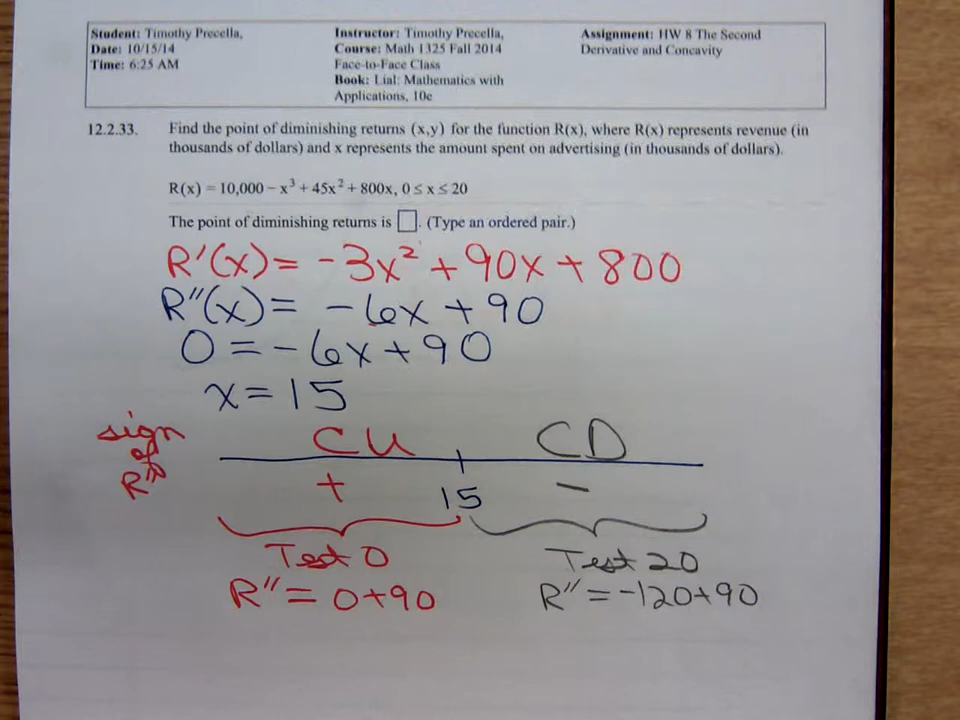 Student: Timothy Precella,
Date: 10/15/14
Time: 6:25 AM
Instructor: Timothy Precella,
Course: Math 1325 Fall 2014
Face-to-Face Class
Book: Lial: Mathematics with
Applications, 10e
Assignment: HW 8 The Second
Derivative and Concavity
12.2.33. Find the point of diminishing returns (x,y) for the function R(x), where R(x) represents revenue (in
thousands of dollars) and x represents the amount spent on advertising (in thousands of dollars).
R(x) = 10,000 − x³ + 45x² + 800x, 0 ≤ x ≤ 20
The point of diminishing returns is □. (Type an ordered pair.)
R'(x) = -3x² + 90x + 800
R''(x) = -6x + 90
0 = -6x + 90
x = 15
sign
of
R''
CU CD
+ 15 −
Test 0 Test 20
R'' = 0+90 R'' = -120+90